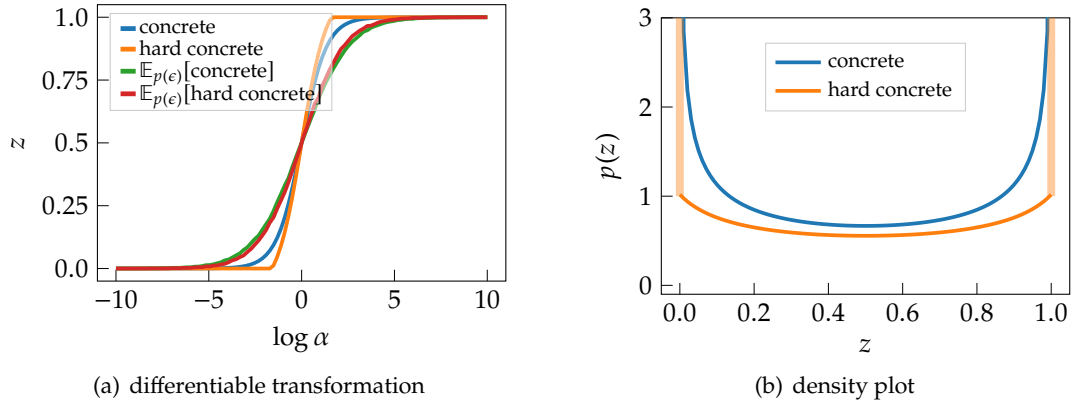 concrete
hard concrete
𝔼p(ϵ)[concrete]
𝔼p(ϵ)[hard concrete]
1.0
0.75
0.5
0.25
0.0
z
−10
−5
0
5
10
log α
(a) differentiable transformation
concrete
hard concrete
3
2
1
0
p(z)
0.0
0.2
0.4
0.6
0.8
1.0
z
(b) density plot